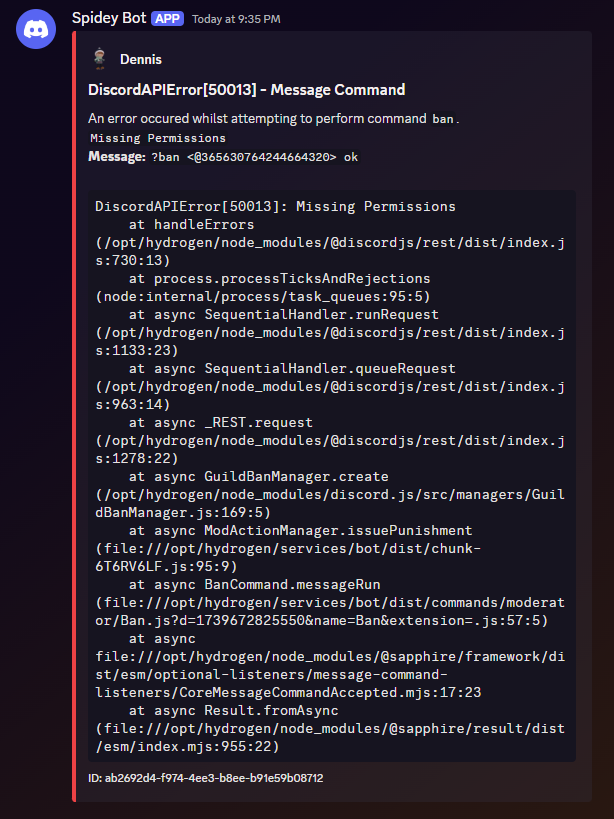 Spidey Bot APP Today at 9:35 PM
Dennis
DiscordAPIError[50013] - Message Command
An error occured whilst attempting to perform command ban.
Missing Permissions
Message: ?ban <@365630764244664320> ok
DiscordAPIError[50013]: Missing Permissions
at handleErrors
(/opt/hydrogen/node_modules/@discordjs/rest/dist/index.j
s:730:13)
at process.processTicksAndRejections
(node:internal/process/task_queues:95:5)
at async SequentialHandler.runRequest
(/opt/hydrogen/node_modules/@discordjs/rest/dist/index.j
s:1133:23)
at async SequentialHandler.queueRequest
(/opt/hydrogen/node_modules/@discordjs/rest/dist/index.j
s:963:14)
at async _REST.request
(/opt/hydrogen/node_modules/@discordjs/rest/dist/index.j
s:1278:22)
at async GuildBanManager.create
(/opt/hydrogen/node_modules/discord.js/src/managers/Guil
dBanManager.js:169:5)
at async ModActionManager.issuePunishment
(file:///opt/hydrogen/services/bot/dist/chunk-
6T6RV6LF.js:95:9)
at async BanCommand.messageRun
(file:///opt/hydrogen/services/bot/dist/commands/moderat
or/Ban.js?d=1739672825550&name=Ban&extension=.js:57:5)
at async
file:///opt/hydrogen/node_modules/@sapphire/framework/di
st/esm/optional-listeners/message-command-
listeners/CoreMessageCommandAccepted.mjs:17:23
at async Result.fromAsync
(file:///opt/hydrogen/node_modules/@sapphire/result/dist
/esm/index.mjs:955:22)
ID: ab2692d4-f974-4ee3-b8ee-b91e59b08712